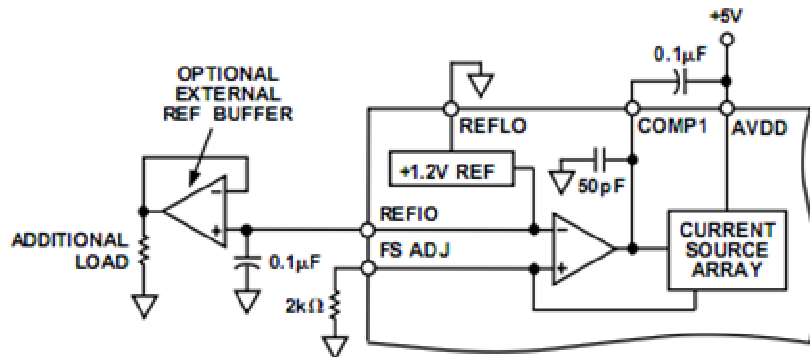 +5V
0.1µF
OPTIONAL
EXTERNAL
REF BUFFER
REFLO
COMP1
AVDD
+1.2V REF
50pF
–
+
REFIO
–
+
CURRENT
SOURCE
ARRAY
ADDITIONAL
LOAD
0.1µF
FS ADJ
2kΩ